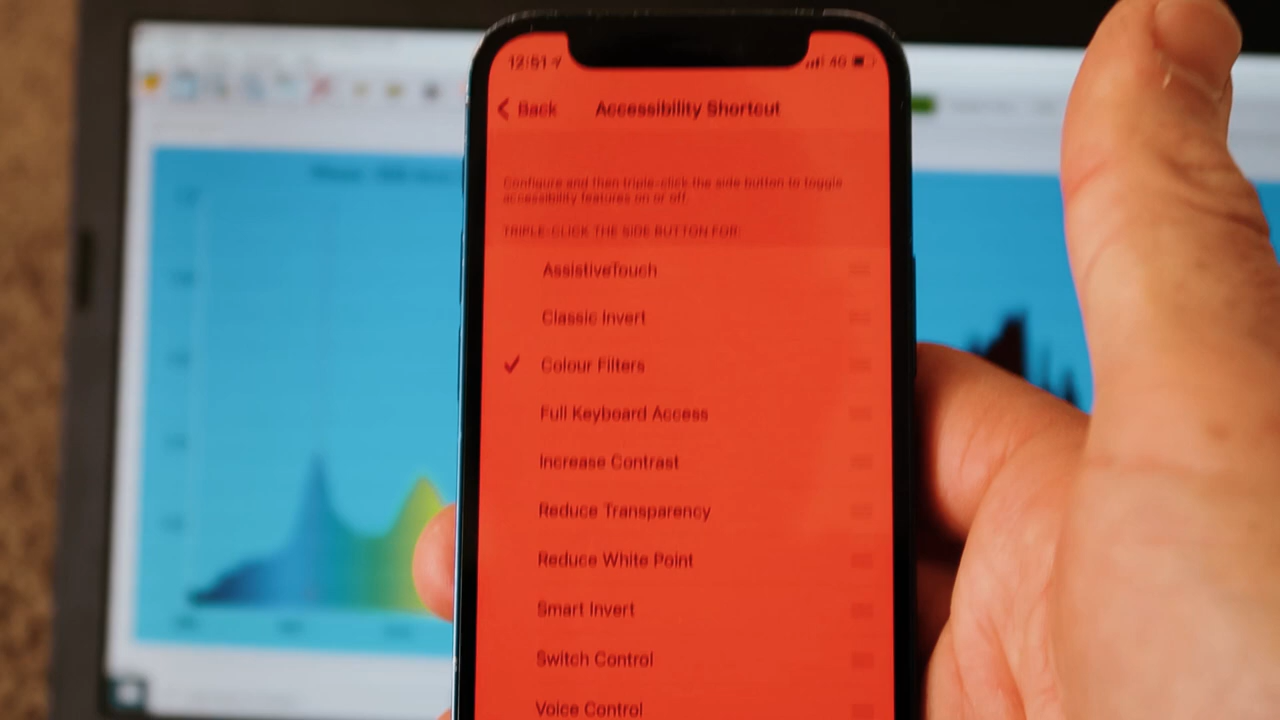 12:51
4G
Back
Accessibility Shortcut
Configure and then triple-click the side button to toggle
accessibility features on or off.
TRIPLE-CLICK THE SIDE BUTTON FOR:
AssistiveTouch
Classic Invert
Colour Filters
Full Keyboard Access
Increase Contrast
Reduce Transparency
Reduce White Point
Smart Invert
Switch Control
Voice Control